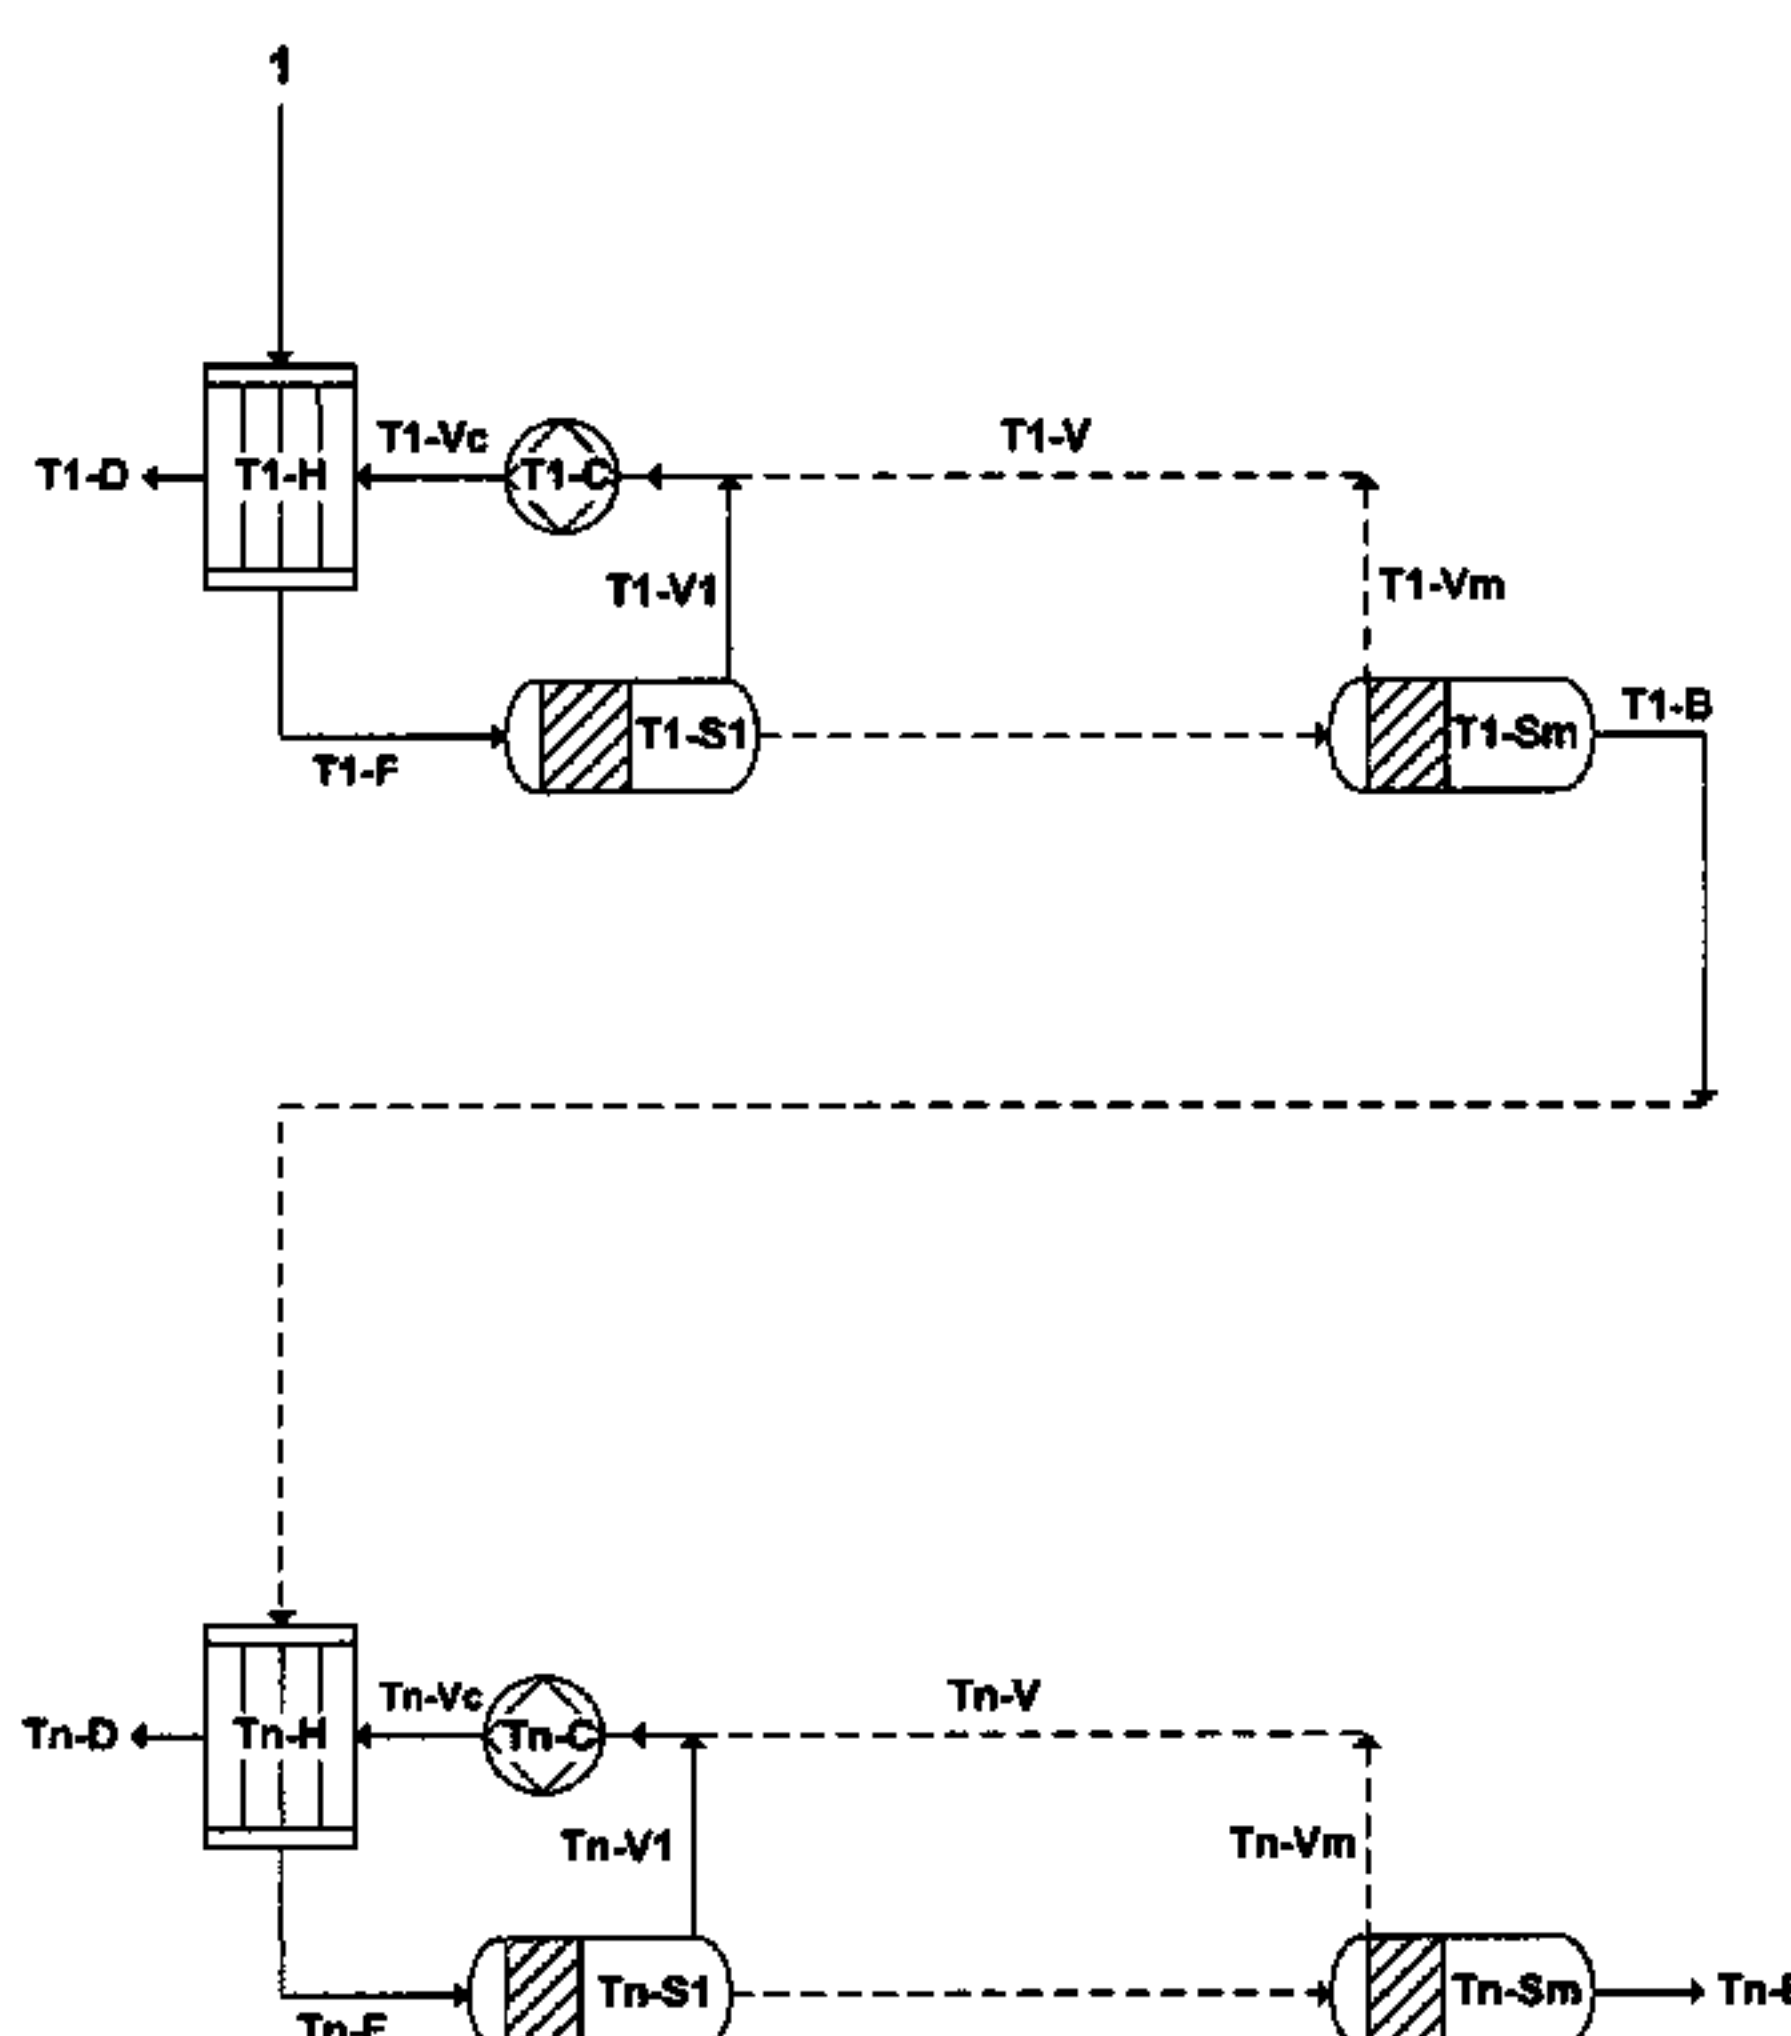 1
T1-Vc
T1-V
T1-D
T1-H
T1-C
T1-V1
T1-Vm
T1-S1
T1-Sm
T1-B
T1-F
Tn-Vc
Tn-V
Tn-D
Tn-H
Tn-C
Tn-V1
Tn-Vm
Tn-S1
Tn-Sm